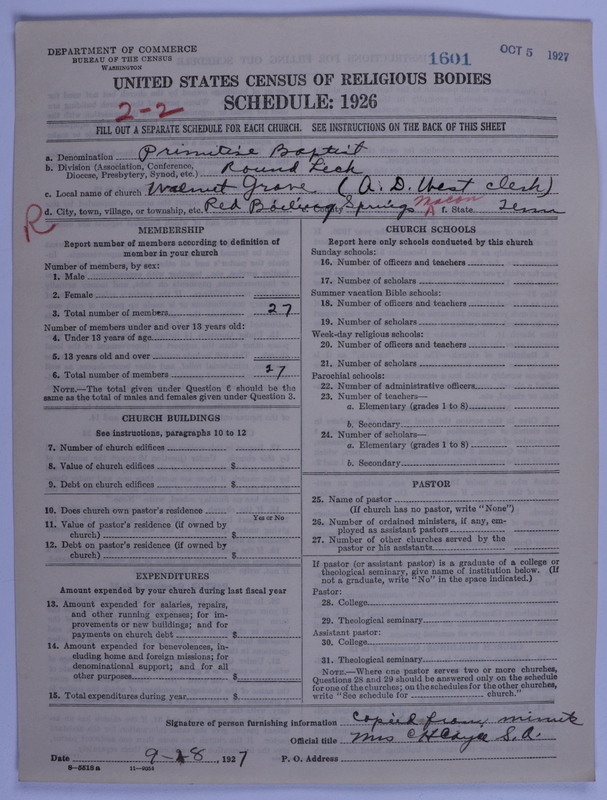 DEPARTMENT OF COMMERCE
BUREAU OF THE CENSUS
WASHINGTON
1601
OCT 5 1927
UNITED STATES CENSUS OF RELIGIOUS BODIES
2-2
SCHEDULE: 1926
FILL OUT A SEPARATE SCHEDULE FOR EACH CHURCH. SEE INSTRUCTIONS ON THE BACK OF THIS SHEET
a. Denomination Primitive Baptist
b. Division (Association, Conference, Diocese, Presbytery, Synod, etc.) Round Lick
c. Local name of church Walnut Grove (A. D. West clerk)
d. City, town, village, or township, etc. Red Boiling Springs Macon f. State Tenn
R
MEMBERSHIP
Report number of members according to definition of
member in your church
Number of members, by sex:
1. Male
2. Female
3. Total number of members 27
Number of members under and over 13 years old:
4. Under 13 years of age
5. 13 years old and over
6. Total number of members 27
NOTE.—The total given under Question 6 should be the
same as the total of males and females given under Question 3.
CHURCH BUILDINGS
See instructions, paragraphs 10 to 12
7. Number of church edifices
8. Value of church edifices $
9. Debt on church edifices $
10. Does church own pastor's residence
Yes or No
11. Value of pastor's residence (if owned by
church) $
12. Debt on pastor's residence (if owned by
church) $
EXPENDITURES
Amount expended by your church during last fiscal year
13. Amount expended for salaries, repairs,
and other running expenses; for im-
provements or new buildings; and for
payments on church debt $
14. Amount expended for benevolences, in-
cluding home and foreign missions; for
denominational support; and for all
other purposes $
15. Total expenditures during year $
CHURCH SCHOOLS
Report here only schools conducted by this church
Sunday schools:
16. Number of officers and teachers
17. Number of scholars
Summer vacation Bible schools:
18. Number of officers and teachers
19. Number of scholars
Week-day religious schools:
20. Number of officers and teachers
21. Number of scholars
Parochial schools:
22. Number of administrative officers
23. Number of teachers—
a. Elementary (grades 1 to 8)
b. Secondary
24. Number of scholars—
a. Elementary (grades 1 to 8)
b. Secondary
PASTOR
25. Name of pastor
(If church has no pastor, write "None")
26. Number of ordained ministers, if any, em-
ployed as assistant pastors
27. Number of other churches served by the
pastor or his assistants
If pastor (or assistant pastor) is a graduate of a college or
theological seminary, give name of institution below. (If
not a graduate, write "No" in the space indicated.)
Pastor:
28. College
29. Theological seminary
Assistant pastor:
30. College
31. Theological seminary
NOTE.—Where one pastor serves two or more churches,
Questions 28 and 29 should be answered only on the schedule
for one of the churches; on the schedules for the other churches,
write "See schedule for church."
Signature of person furnishing information Copied from minute
Official title Mrs S.A.
Date 9-28, 1927 P. O. Address
8-5518 a 11-9064